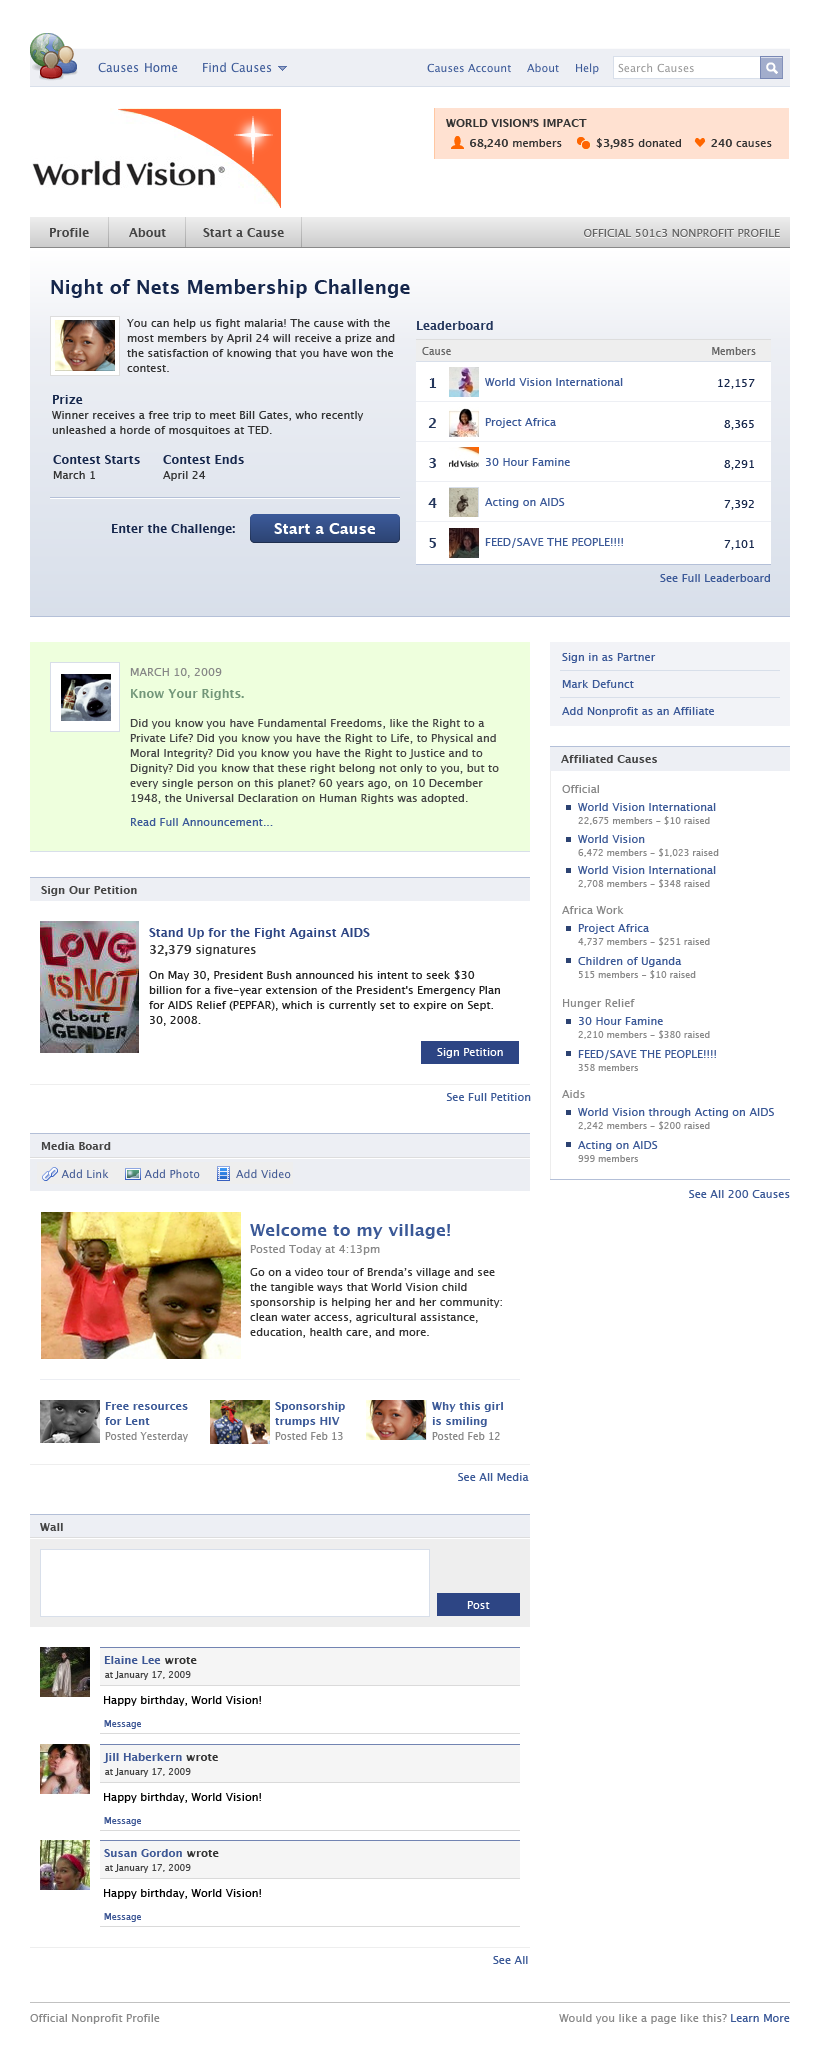 Causes Home
Find Causes
Causes Account
About
Help
Search Causes
World Vision®
WORLD VISION'S IMPACT
68,240 members
$3,985 donated
240 causes
Profile
About
Start a Cause
OFFICIAL 501c3 NONPROFIT PROFILE
Night of Nets Membership Challenge
You can help us fight malaria! The cause with the
most members by April 24 will receive a prize and
the satisfaction of knowing that you have won the
contest.
Prize
Winner receives a free trip to meet Bill Gates, who recently
unleashed a horde of mosquitoes at TED.
Contest Starts
Contest Ends
March 1
April 24
Enter the Challenge:
Start a Cause
Leaderboard
Cause
Members
1 World Vision International 12,157
2 Project Africa 8,365
3 30 Hour Famine 8,291
4 Acting on AIDS 7,392
5 FEED/SAVE THE PEOPLE!!!! 7,101
See Full Leaderboard
MARCH 10, 2009
Know Your Rights.
Did you know you have Fundamental Freedoms, like the Right to a
Private Life? Did you know you have the Right to Life, to Physical and
Moral Integrity? Did you know you have the Right to Justice and to
Dignity? Did you know that these right belong not only to you, but to
every single person on this planet? 60 years ago, on 10 December
1948, the Universal Declaration on Human Rights was adopted.
Read Full Announcement...
Sign Our Petition
LOVE
is NOT
about
GENDER
Stand Up for the Fight Against AIDS
32,379 signatures
On May 30, President Bush announced his intent to seek $30
billion for a five-year extension of the President's Emergency Plan
for AIDS Relief (PEPFAR), which is currently set to expire on Sept.
30, 2008.
Sign Petition
See Full Petition
Media Board
Add Link
Add Photo
Add Video
Welcome to my village!
Posted Today at 4:13pm
Go on a video tour of Brenda's village and see
the tangible ways that World Vision child
sponsorship is helping her and her community:
clean water access, agricultural assistance,
education, health care, and more.
Free resources
for Lent
Posted Yesterday
Sponsorship
trumps HIV
Posted Feb 13
Why this girl
is smiling
Posted Feb 12
See All Media
Wall
Post
Elaine Lee wrote
at January 17, 2009
Happy birthday, World Vision!
Message
Jill Haberkern wrote
at January 17, 2009
Happy birthday, World Vision!
Message
Susan Gordon wrote
at January 17, 2009
Happy birthday, World Vision!
Message
See All
Sign in as Partner
Mark Defunct
Add Nonprofit as an Affiliate
Affiliated Causes
Official
World Vision International
22,675 members – $10 raised
World Vision
6,472 members – $1,023 raised
World Vision International
2,708 members – $348 raised
Africa Work
Project Africa
4,737 members – $251 raised
Children of Uganda
515 members – $10 raised
Hunger Relief
30 Hour Famine
2,210 members – $380 raised
FEED/SAVE THE PEOPLE!!!!
358 members
Aids
World Vision through Acting on AIDS
2,242 members – $200 raised
Acting on AIDS
999 members
See All 200 Causes
Official Nonprofit Profile
Would you like a page like this? Learn More